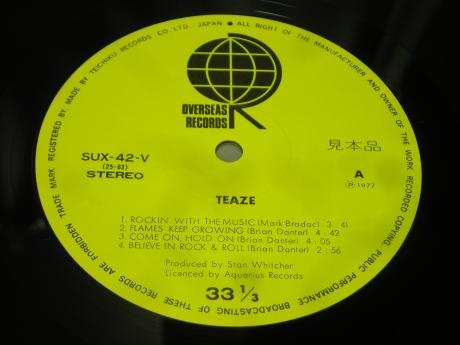 TRADE MARK REGISTERED BY, MADE BY TEICHIKU RECORDS CO., LTD. JAPAN ● ALL RIGHT OF THE MANUFACTURER AND OWNER OF THE WORK RECORDED COPING PUBLIC PERFORMANCE BROADCASTING OF THESE RECORDS ARE FORBIDDEN
OVERSEAS
RECORDS
SUX-42-V
(25-83)
STEREO
見本品
A
Ⓟ1977
TEAZE
1. ROCKIN' WITH THE MUSIC (Mark Bradac) 3:41
2. FLAMES KEEP GROWING (Brian Danter) 4:42
3. COME ON, HOLD ON (Brian Danter) 4:05
4. BELIEVE IN ROCK & ROLL (Brian Danter) 2:56
Produced by Stan Whitcher
Licenced by Aquarius Records
33 1/3